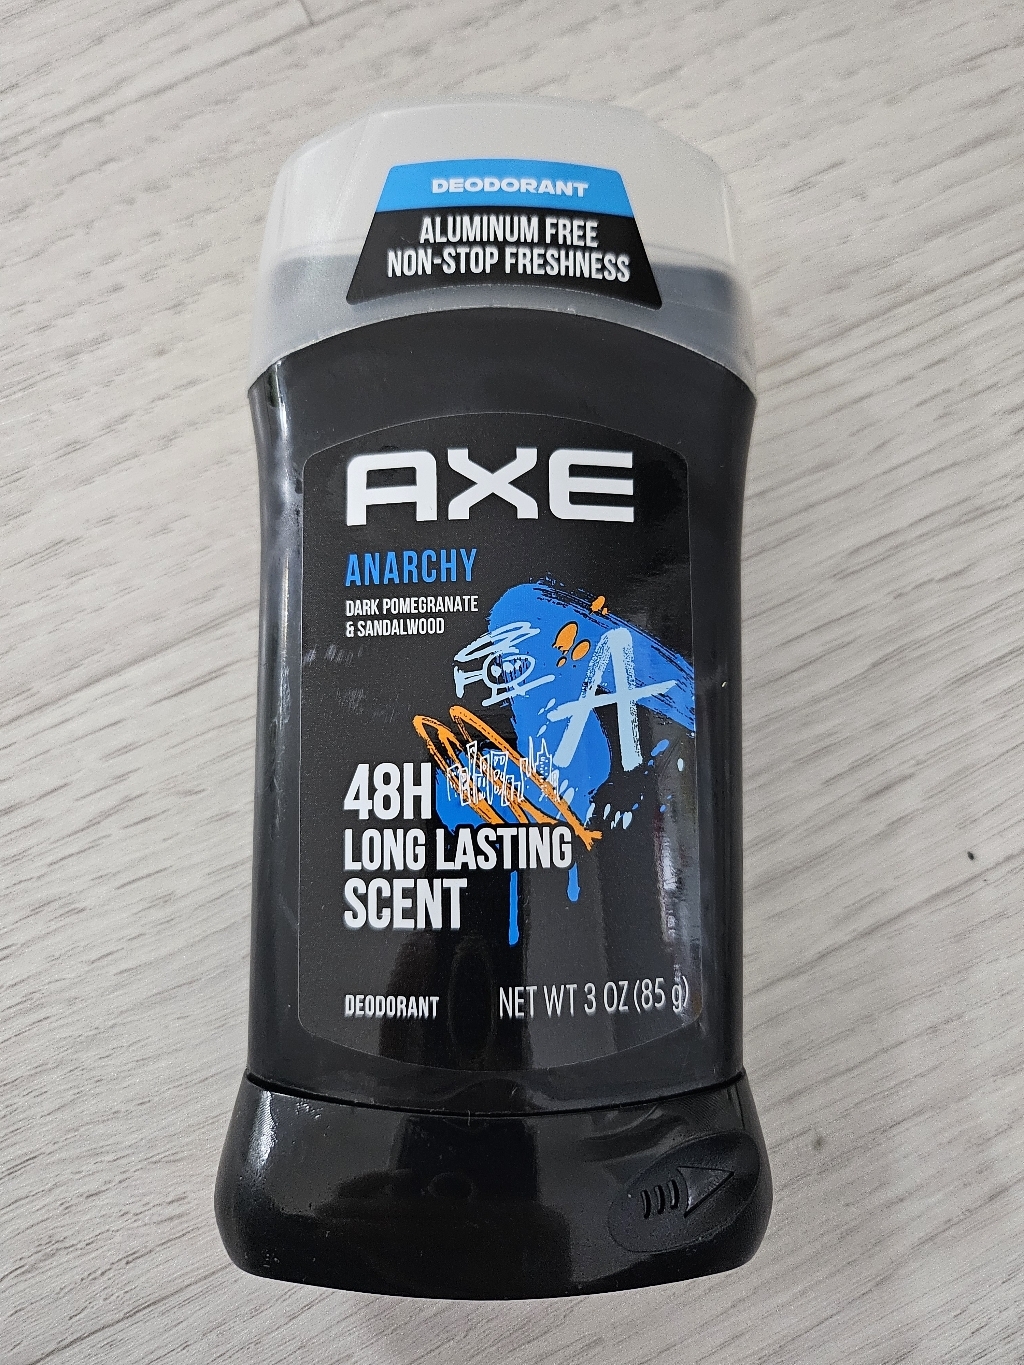 DEODORANT
ALUMINUM FREE
NON-STOP FRESHNESS
AXE
ANARCHY
DARK POMEGRANATE
& SANDALWOOD
A
48H
LONG LASTING
SCENT
DEODORANT NET WT 3 OZ (85 g)